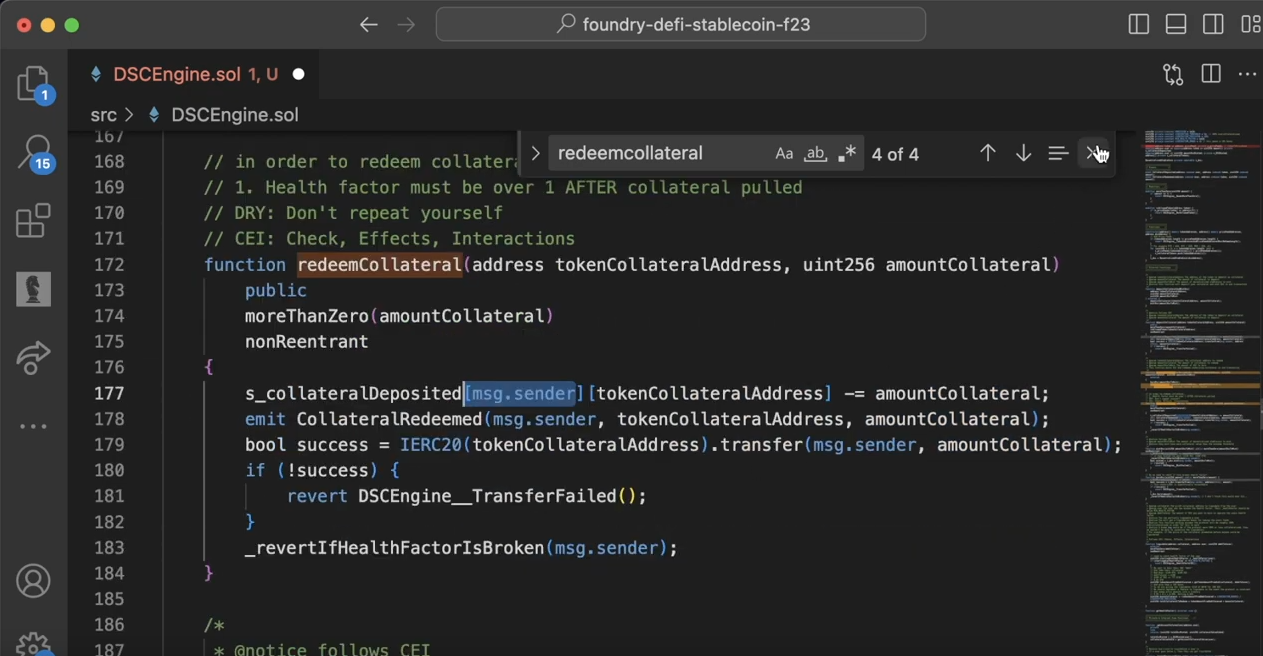 foundry-defi-stablecoin-f23
DSCEngine.sol 1, U
src > DSCEngine.sol
redeemcollateral Aa ab .* 4 of 4
1
15
167
168 // in order to redeem collatera
169 // 1. Health factor must be over 1 AFTER collateral pulled
170 // DRY: Don't repeat yourself
171 // CEI: Check, Effects, Interactions
172 function redeemCollateral(address tokenCollateralAddress, uint256 amountCollateral)
173 public
174 moreThanZero(amountCollateral)
175 nonReentrant
176 {
177 s_collateralDeposited[msg.sender][tokenCollateralAddress] -= amountCollateral;
178 emit CollateralRedeemed(msg.sender, tokenCollateralAddress, amountCollateral);
179 bool success = IERC20(tokenCollateralAddress).transfer(msg.sender, amountCollateral);
180 if (!success) {
181 revert DSCEngine__TransferFailed();
182 }
183 _revertIfHealthFactorIsBroken(msg.sender);
184 }
185
186 /*
187 * @notice follows CEI